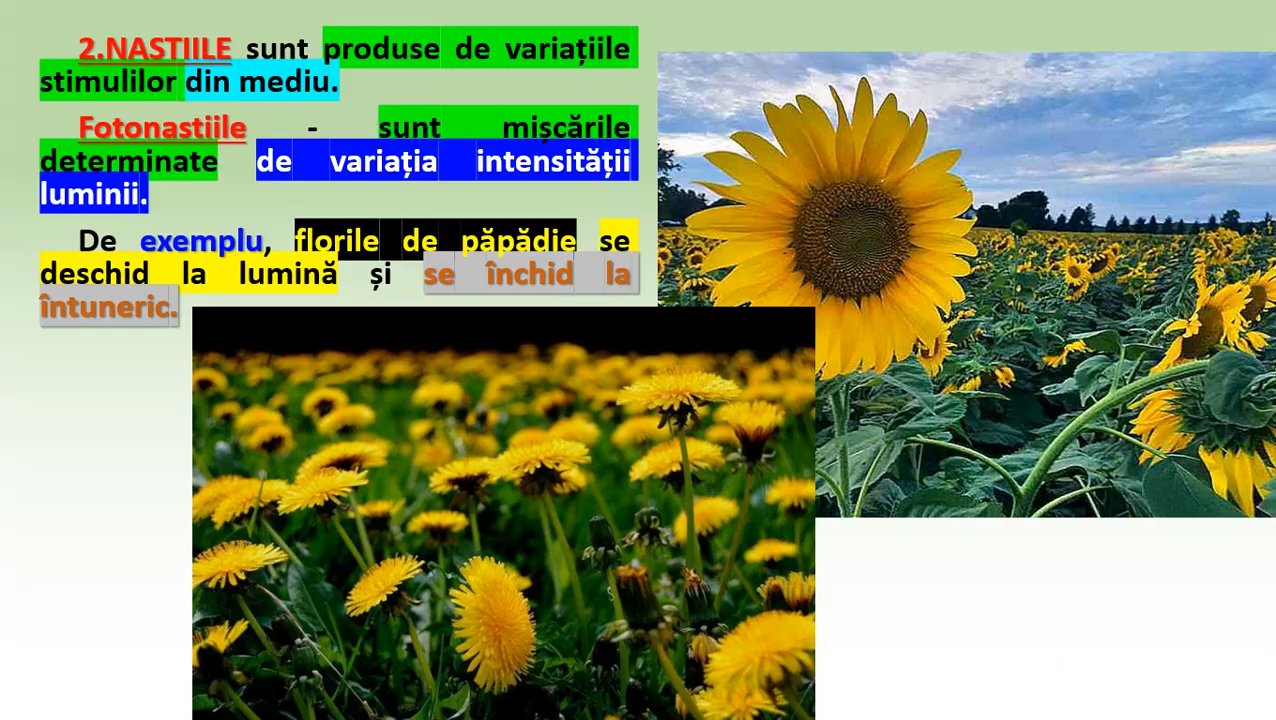 2.NASTIILE sunt produse de variațiile
stimulilor din mediu.
Fotonastiile - sunt mișcările
determinate de variația intensității
luminii.
De exemplu, florile de păpădie se
deschid la lumină și se închid la
întuneric.